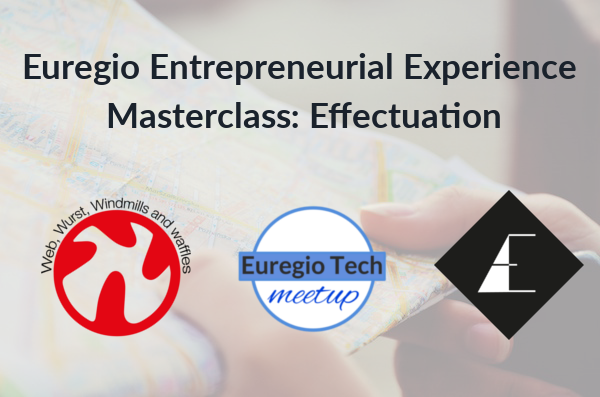 Euregio Entrepreneurial Experience
Masterclass: Effectuation
Web, Wurst, Windmills and waffles
Euregio Tech
meetup
E